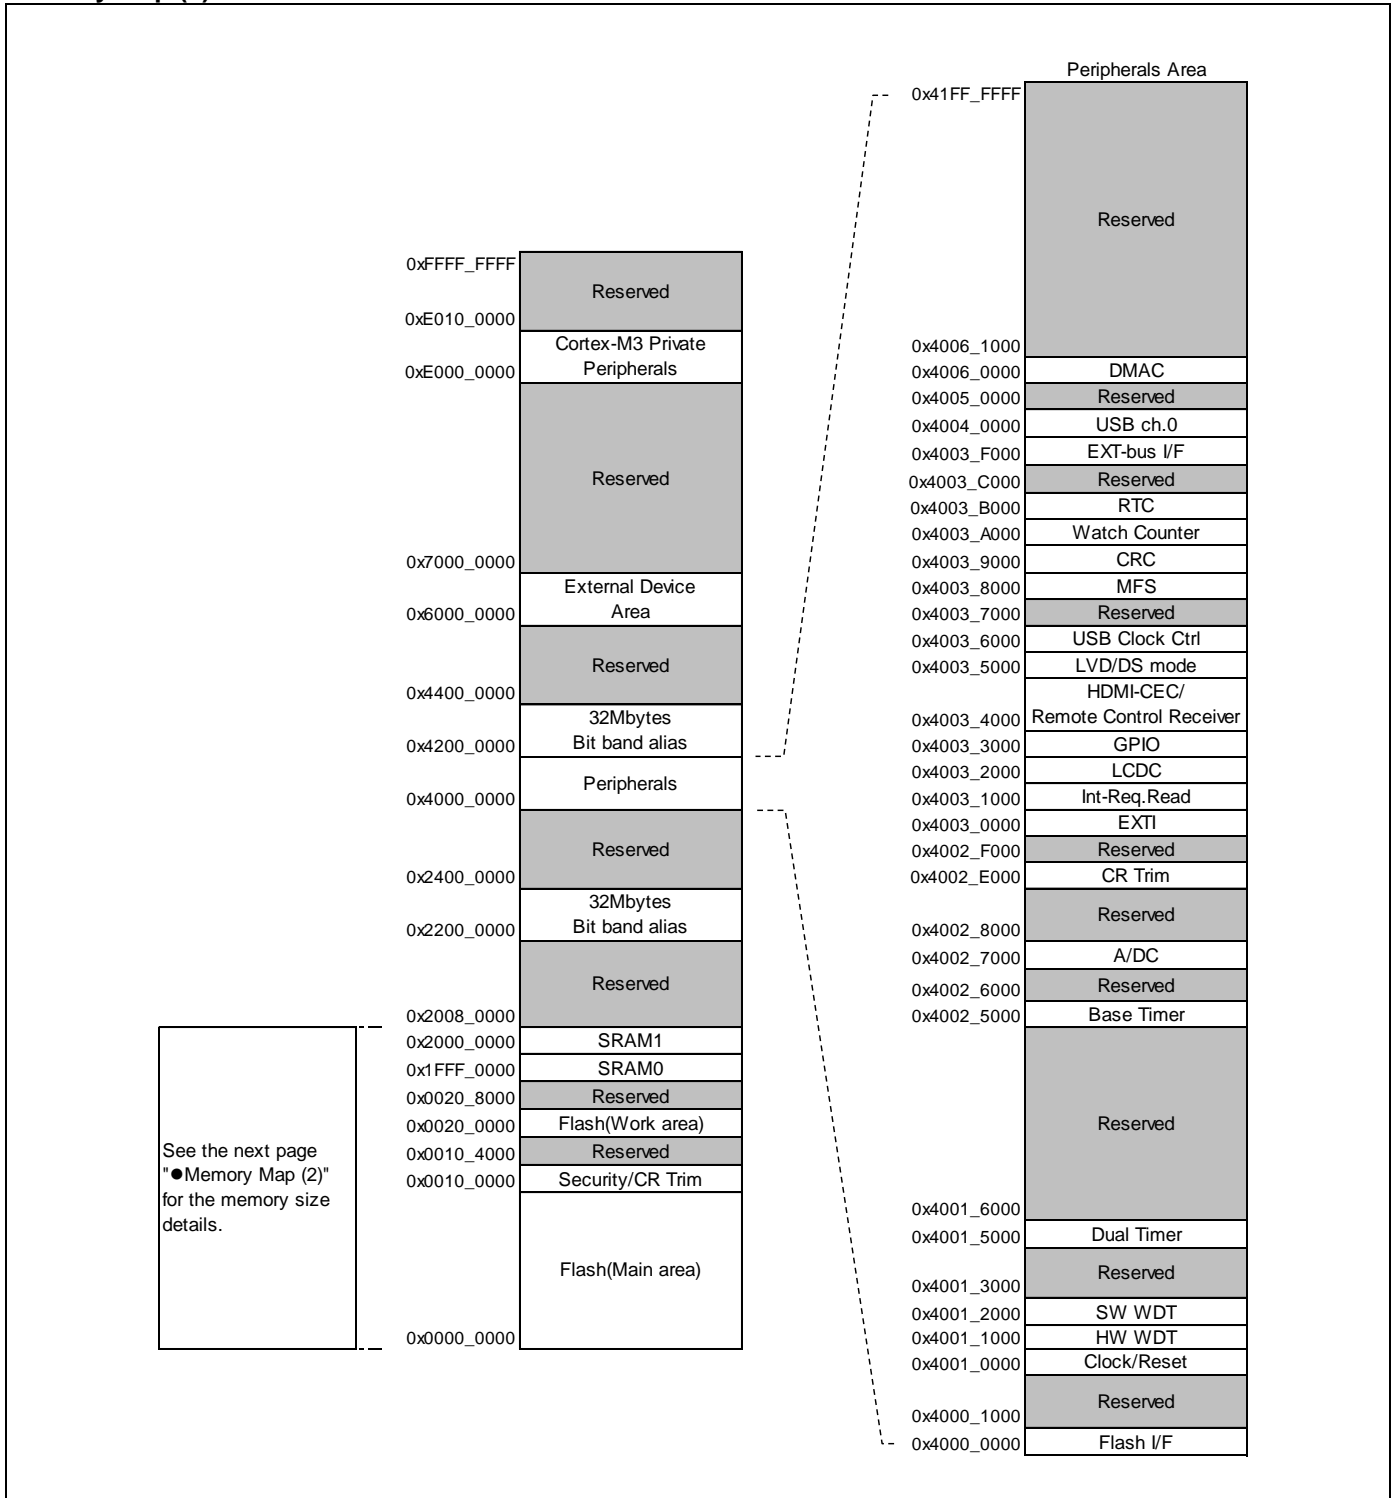 Peripherals Area
0x41FF_FFFF
Reserved
0x4006_1000
0x4006_0000 DMAC
0x4005_0000 Reserved
0x4004_0000 USB ch.0
0x4003_F000 EXT-bus I/F
0x4003_C000 Reserved
0x4003_B000 RTC
0x4003_A000 Watch Counter
0x4003_9000 CRC
0x4003_8000 MFS
0x4003_7000 Reserved
0x4003_6000 USB Clock Ctrl
0x4003_5000 LVD/DS mode
HDMI-CEC/
0x4003_4000 Remote Control Receiver
0x4003_3000 GPIO
0x4003_2000 LCDC
0x4003_1000 Int-Req.Read
0x4003_0000 EXTI
0x4002_F000 Reserved
0x4002_E000 CR Trim
Reserved
0x4002_8000
0x4002_7000 A/DC
0x4002_6000 Reserved
0x4002_5000 Base Timer
Reserved
0x4001_6000
0x4001_5000 Dual Timer
Reserved
0x4001_3000
0x4001_2000 SW WDT
0x4001_1000 HW WDT
0x4001_0000 Clock/Reset
Reserved
0x4000_1000
0x4000_0000 Flash I/F
0xFFFF_FFFF
Reserved
0xE010_0000
Cortex-M3 Private
0xE000_0000 Peripherals
Reserved
0x7000_0000
External Device
0x6000_0000 Area
Reserved
0x4400_0000
32Mbytes
0x4200_0000 Bit band alias
Peripherals
0x4000_0000
Reserved
0x2400_0000
32Mbytes
0x2200_0000 Bit band alias
Reserved
0x2008_0000
0x2000_0000 SRAM1
0x1FFF_0000 SRAM0
0x0020_8000 Reserved
0x0020_0000 Flash(Work area)
0x0010_4000 Reserved
0x0010_0000 Security/CR Trim
Flash(Main area)
0x0000_0000
See the next page
"●Memory Map (2)"
for the memory size
details.